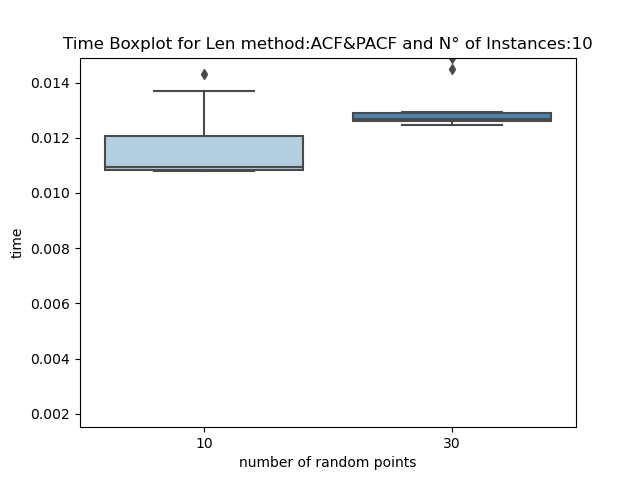 Time Boxplot for Len method:ACF&PACF and N° of Instances:10
0.014
0.012
0.010
0.008
0.006
0.004
0.002
time
10 30
number of random points